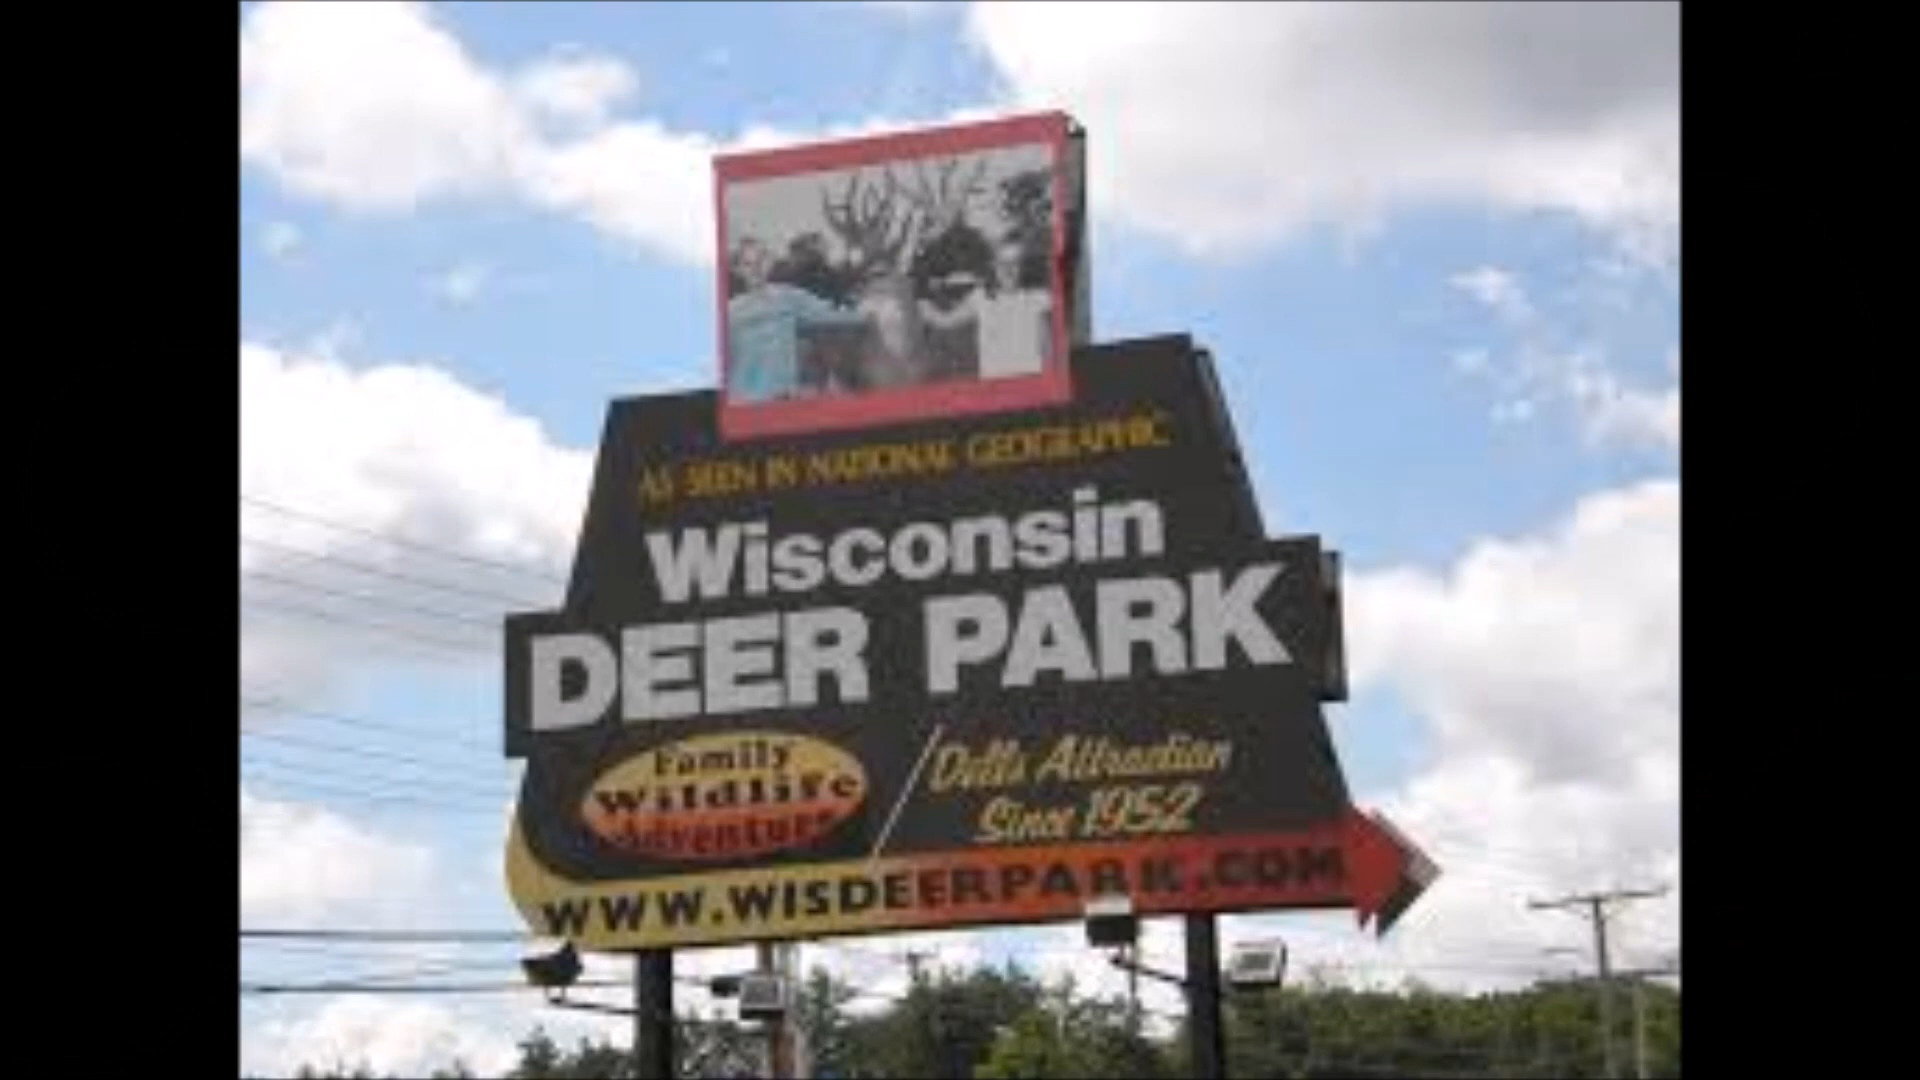 AS SEEN IN NATIONAL GEOGRAPHIC
Wisconsin
DEER PARK
Family
Wildlife
Adventure
Dells Attraction
Since 1952
WWW.WISDEERPARK.COM